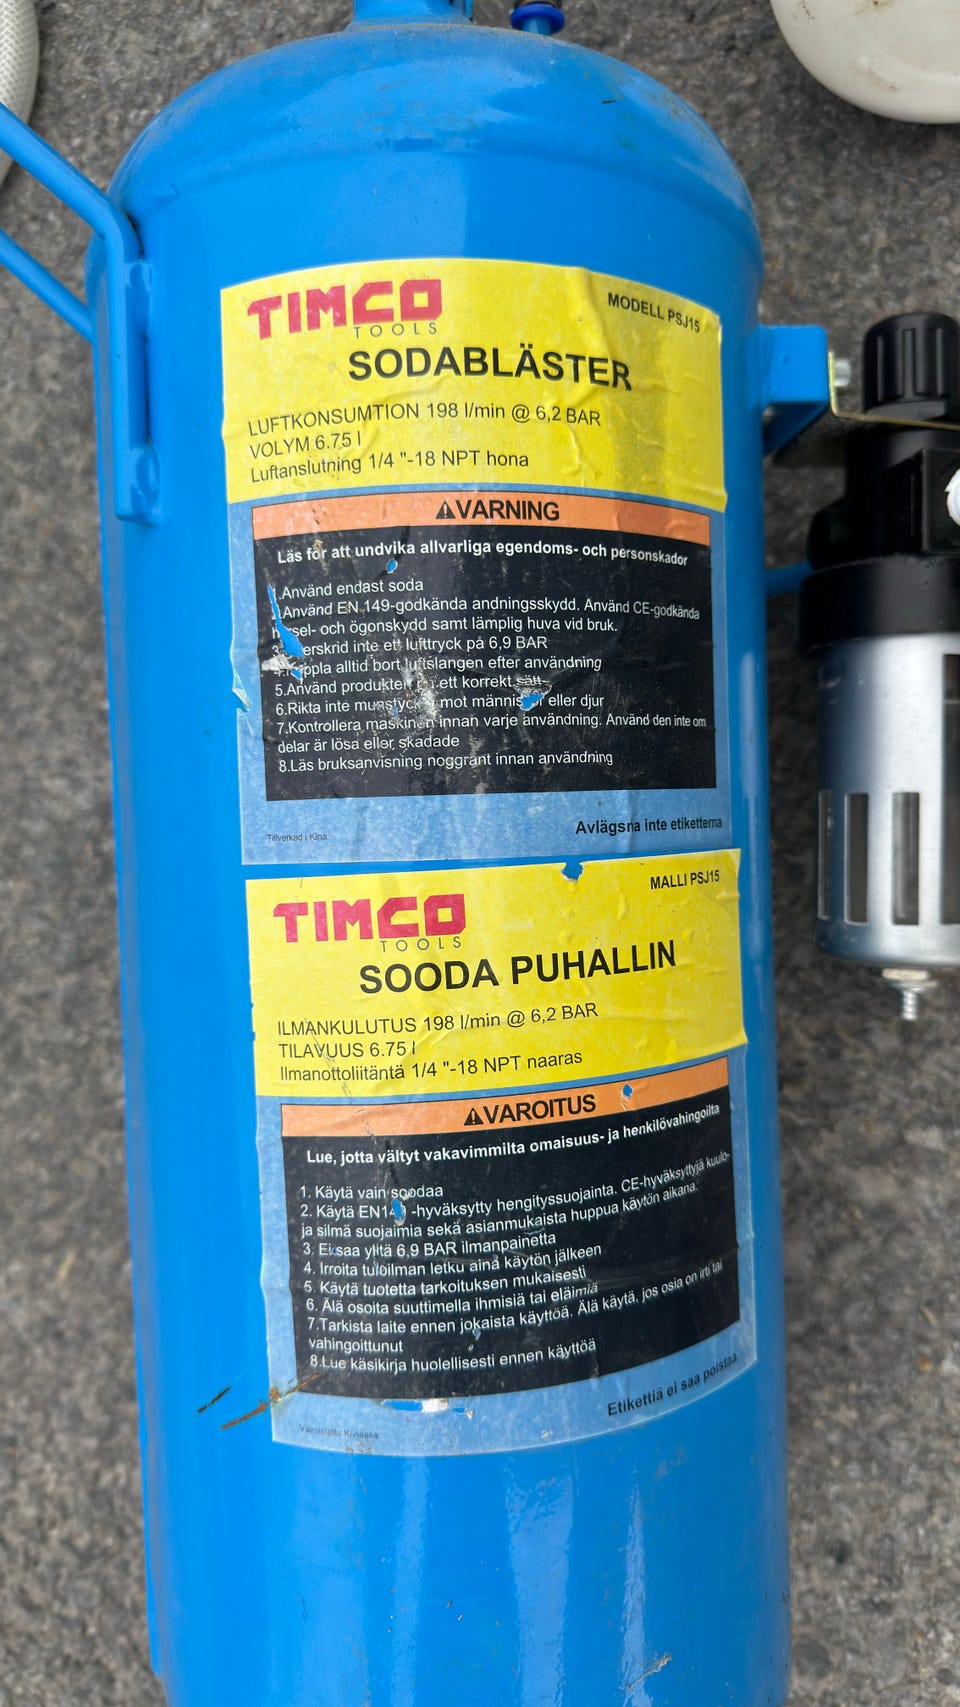 TIMCO
TOOLS
MODELL PSJ15
SODABLÄSTER
LUFTKONSUMTION 198 l/min @ 6,2 BAR
VOLYM 6.75 l
Luftanslutning 1/4 "-18 NPT hona
⚠VARNING
Läs för att undvika allvarliga egendoms- och personskador
.Använd endast soda
.Använd EN 149-godkända andningsskydd. Använd CE-godkända
- och ögonskydd samt lämplig huva vid bruk.
3. inte ett lufttryck på 6,9 BAR
4. alltid bort luftslangen efter användning
5.Använd produkten ett korrekt sätt
6.Rikta inte mot eller djur
7.Kontrollera maskinen innan varje användning. Använd den inte om
delar är lösa eller skadade
8.Läs bruksanvisning noggrant innan användning
Tillverkad i Kina
Avlägsna inte etiketterna
TIMCO
TOOLS
MALLI PSJ15
SOODA PUHALLIN
ILMANKULUTUS 198 l/min @ 6,2 BAR
TILAVUUS 6.75 l
Ilmanottoliitäntä 1/4 "-18 NPT naaras
⚠VAROITUS
Lue, jotta vältyt vakavimmilta omaisuus- ja henkilövahingoilta
1. Käytä vain soodaa
2. Käytä -hyväksytty hengityssuojainta. CE-hyväksyttyjä kuulo-
ja silmä suojaimia sekä asianmukaista huppua käytön aikana.
3. Ei saa ylitä 6,9 BAR ilmanpainetta
4. Irroita tuloilman letku aina käytön jälkeen
5. Käytä tuotetta tarkoituksen mukaisesti
6. Älä osoita suuttimella ihmisiä tai eläimiä
7.Tarkista laite ennen jokaista käyttöä. Älä käytä, jos osia on irti tai
vahingoittunut
8.Lue käsikirja huolellisesti ennen käyttöä
Valmistettu Kiinassa
Etikettiä ei saa poistaa